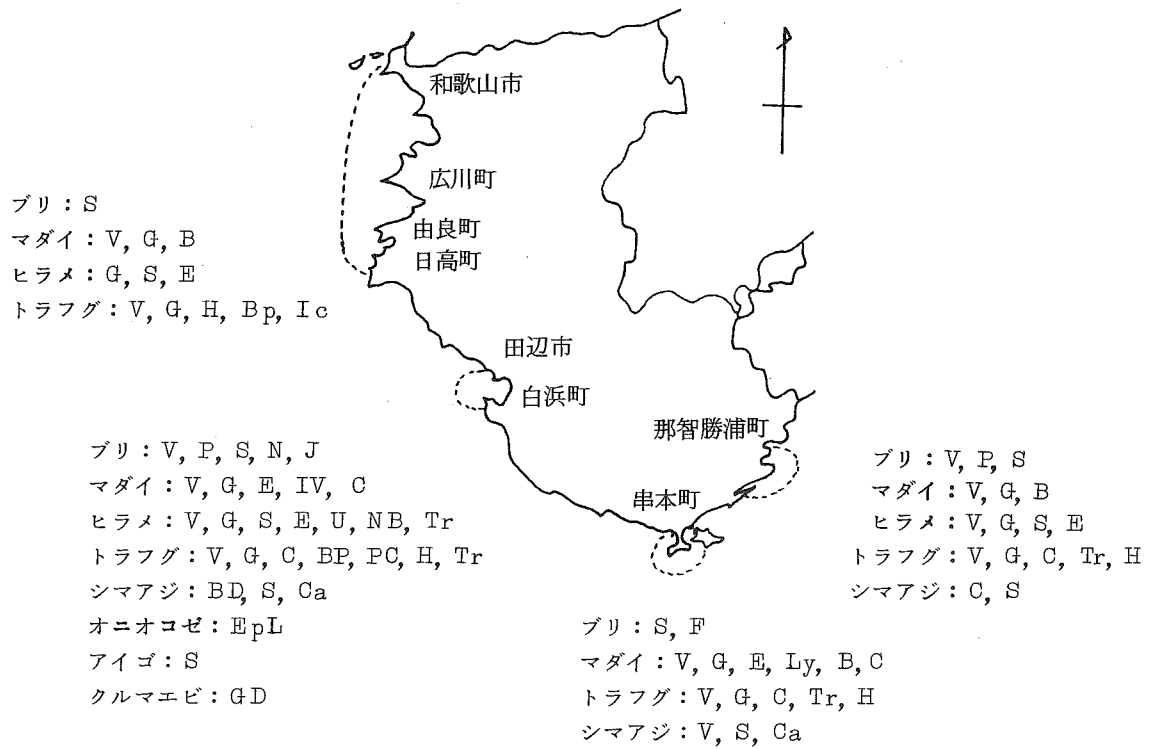 和歌山市
広川町
由良町
日高町
田辺市
白浜町
那智勝浦町
串本町
ブリ：S
マダイ：V, G, B
ヒラメ：G, S, E
トラフグ：V, G, H, Bp, Ic
ブリ：V, P, S, N, J
マダイ：V, G, E, IV, C
ヒラメ：V, G, S, E, U, NB, Tr
トラフグ：V, G, C, BP, PC, H, Tr
シマアジ：BD, S, Ca
オニオコゼ：EpL
アイゴ：S
クルマエビ：GD
ブリ：S, F
マダイ：V, G, E, Ly, B, C
トラフグ：V, G, C, Tr, H
シマアジ：V, S, Ca
ブリ：V, P, S
マダイ：V, G, B
ヒラメ：V, G, S, E
トラフグ：V, G, C, Tr, H
シマアジ：C, S